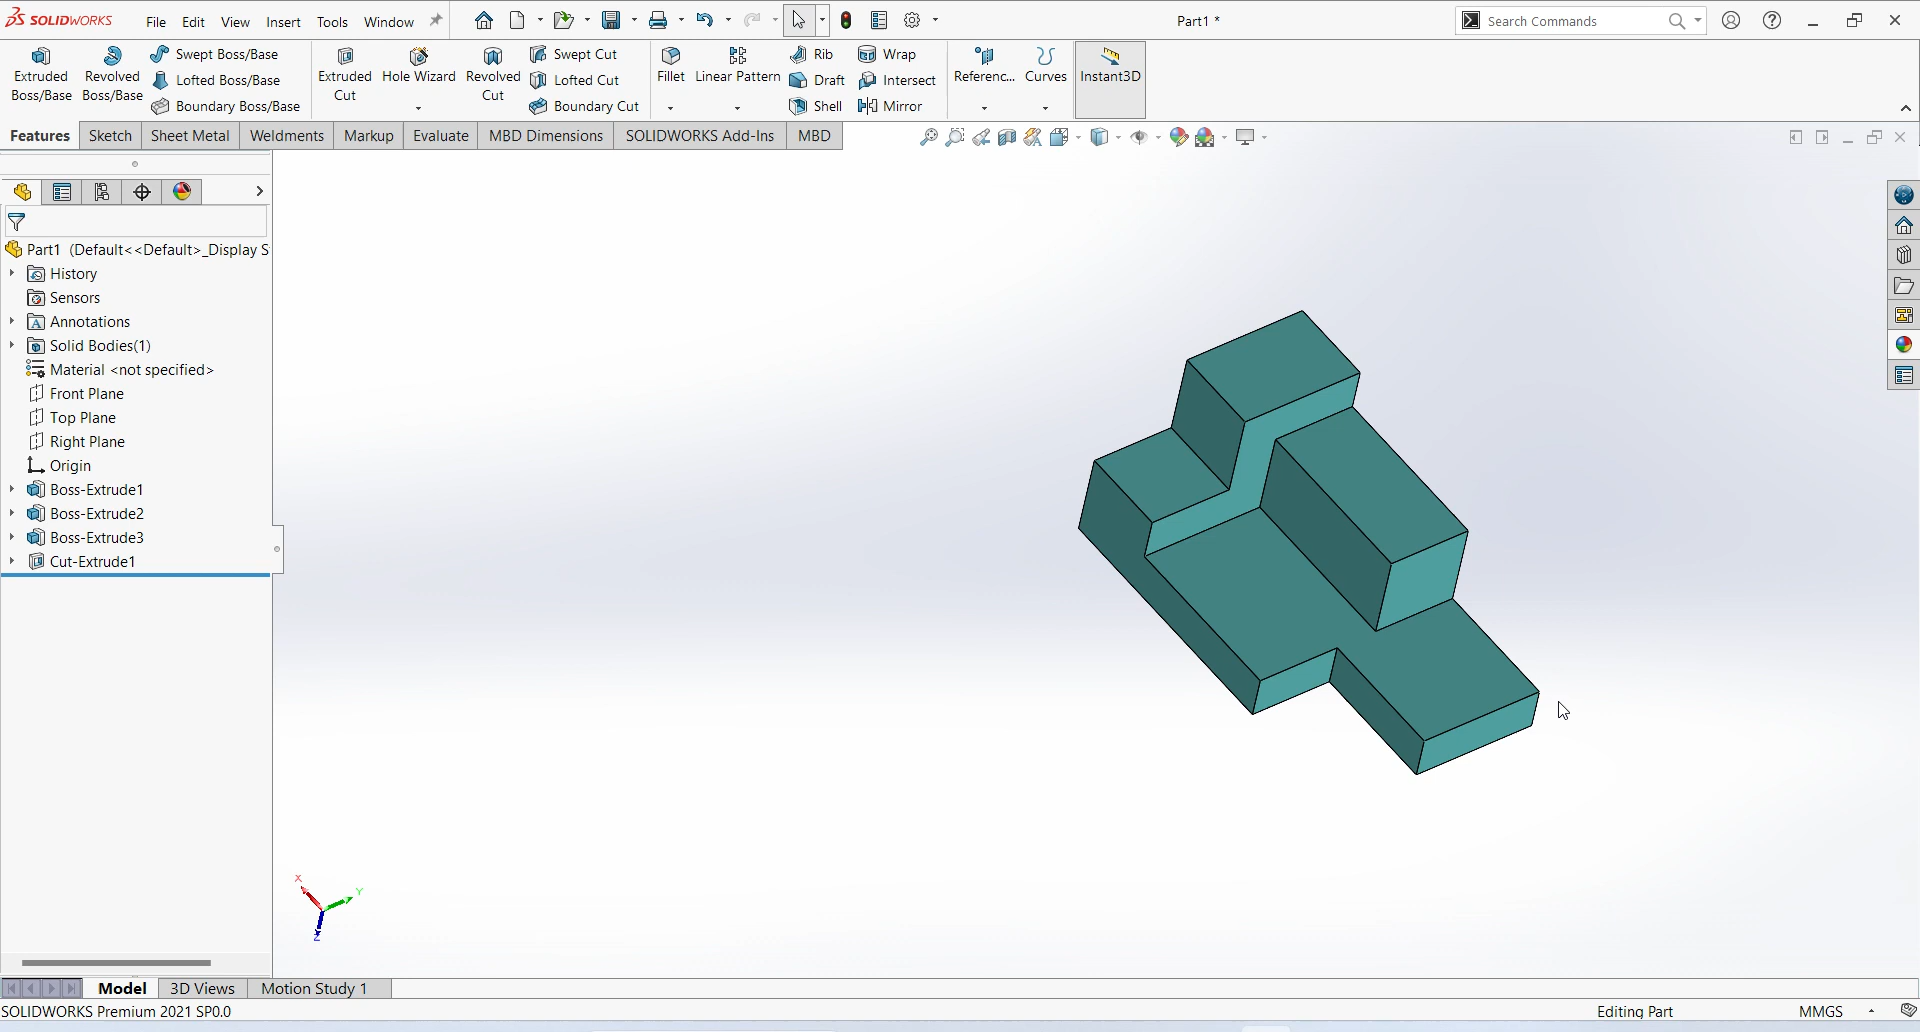 SOLIDWORKS File Edit View Insert Tools Window Part1 * Search Commands
Extruded Boss/Base
Revolved Boss/Base
Swept Boss/Base
Lofted Boss/Base
Boundary Boss/Base
Extruded Cut
Hole Wizard
Revolved Cut
Swept Cut
Lofted Cut
Boundary Cut
Fillet
Linear Pattern
Rib
Draft
Shell
Wrap
Intersect
Mirror
Referenc...
Curves
Instant3D
Features Sketch Sheet Metal Weldments Markup Evaluate MBD Dimensions SOLIDWORKS Add-Ins MBD
Part1 (Default<<Default>_Display S
History
Sensors
Annotations
Solid Bodies(1)
Material <not specified>
Front Plane
Top Plane
Right Plane
Origin
Boss-Extrude1
Boss-Extrude2
Boss-Extrude3
Cut-Extrude1
X
Y
Z
Model 3D Views Motion Study 1
SOLIDWORKS Premium 2021 SP0.0 Editing Part MMGS